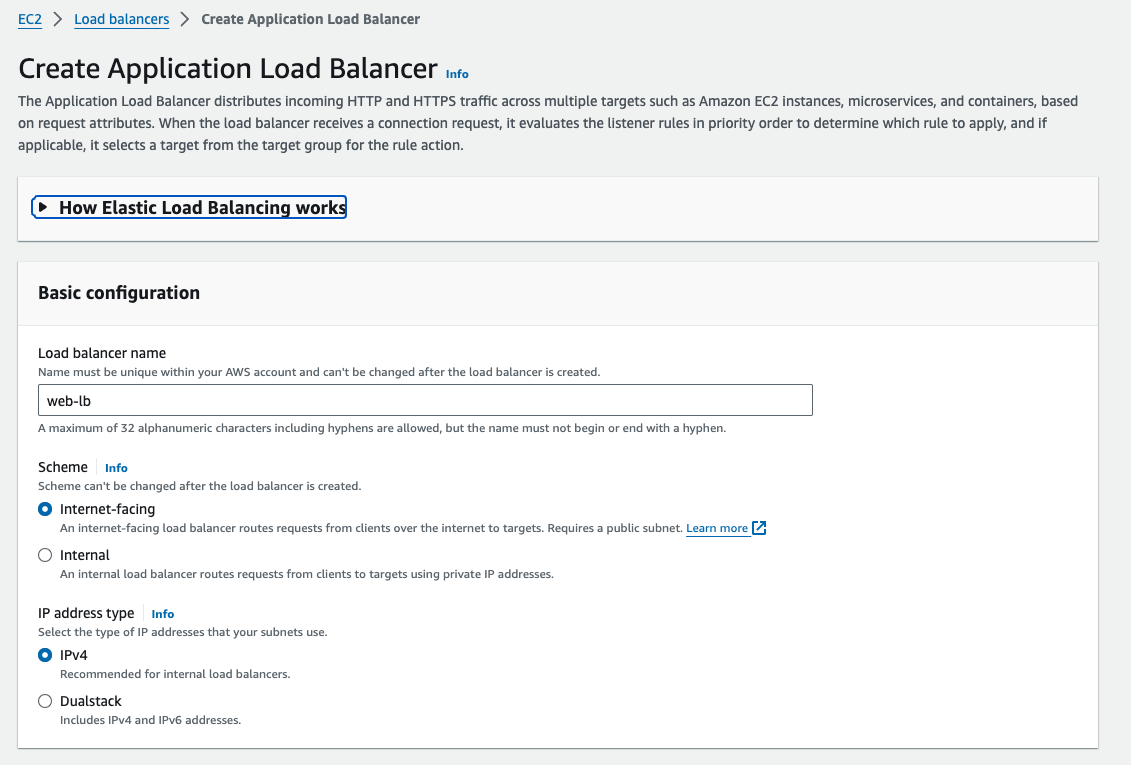 EC2 > Load balancers > Create Application Load Balancer
Create Application Load Balancer Info
The Application Load Balancer distributes incoming HTTP and HTTPS traffic across multiple targets such as Amazon EC2 instances, microservices, and containers, based
on request attributes. When the load balancer receives a connection request, it evaluates the listener rules in priority order to determine which rule to apply, and if
applicable, it selects a target from the target group for the rule action.
How Elastic Load Balancing works
Basic configuration
Load balancer name
Name must be unique within your AWS account and can't be changed after the load balancer is created.
web-lb
A maximum of 32 alphanumeric characters including hyphens are allowed, but the name must not begin or end with a hyphen.
Scheme Info
Scheme can't be changed after the load balancer is created.
Internet-facing
An internet-facing load balancer routes requests from clients over the internet to targets. Requires a public subnet. Learn more
Internal
An internal load balancer routes requests from clients to targets using private IP addresses.
IP address type Info
Select the type of IP addresses that your subnets use.
IPv4
Recommended for internal load balancers.
Dualstack
Includes IPv4 and IPv6 addresses.